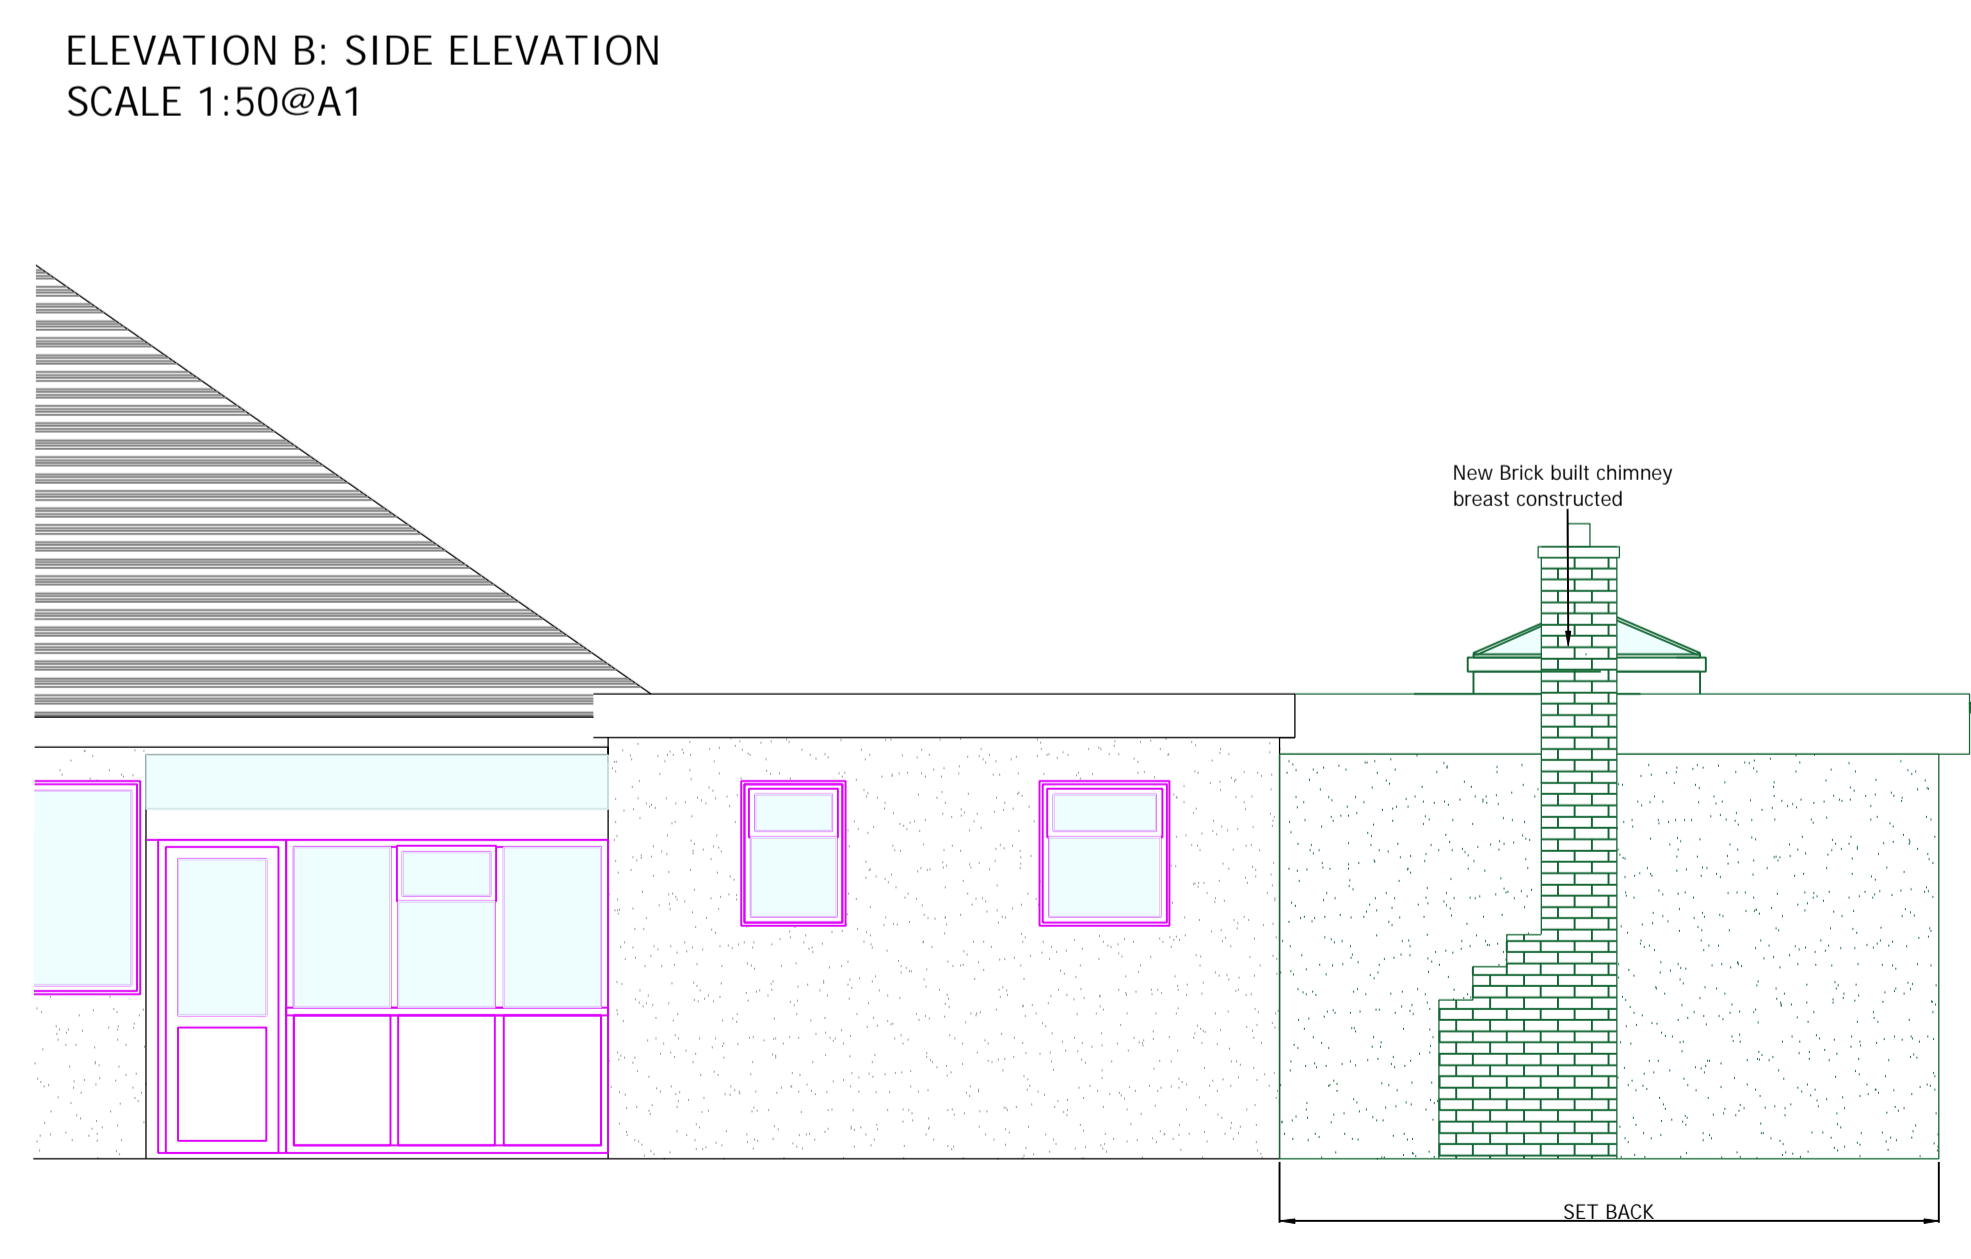 ELEVATION B: SIDE ELEVATION
SCALE 1:50@A1
New Brick built chimney
breast constructed
SET BACK